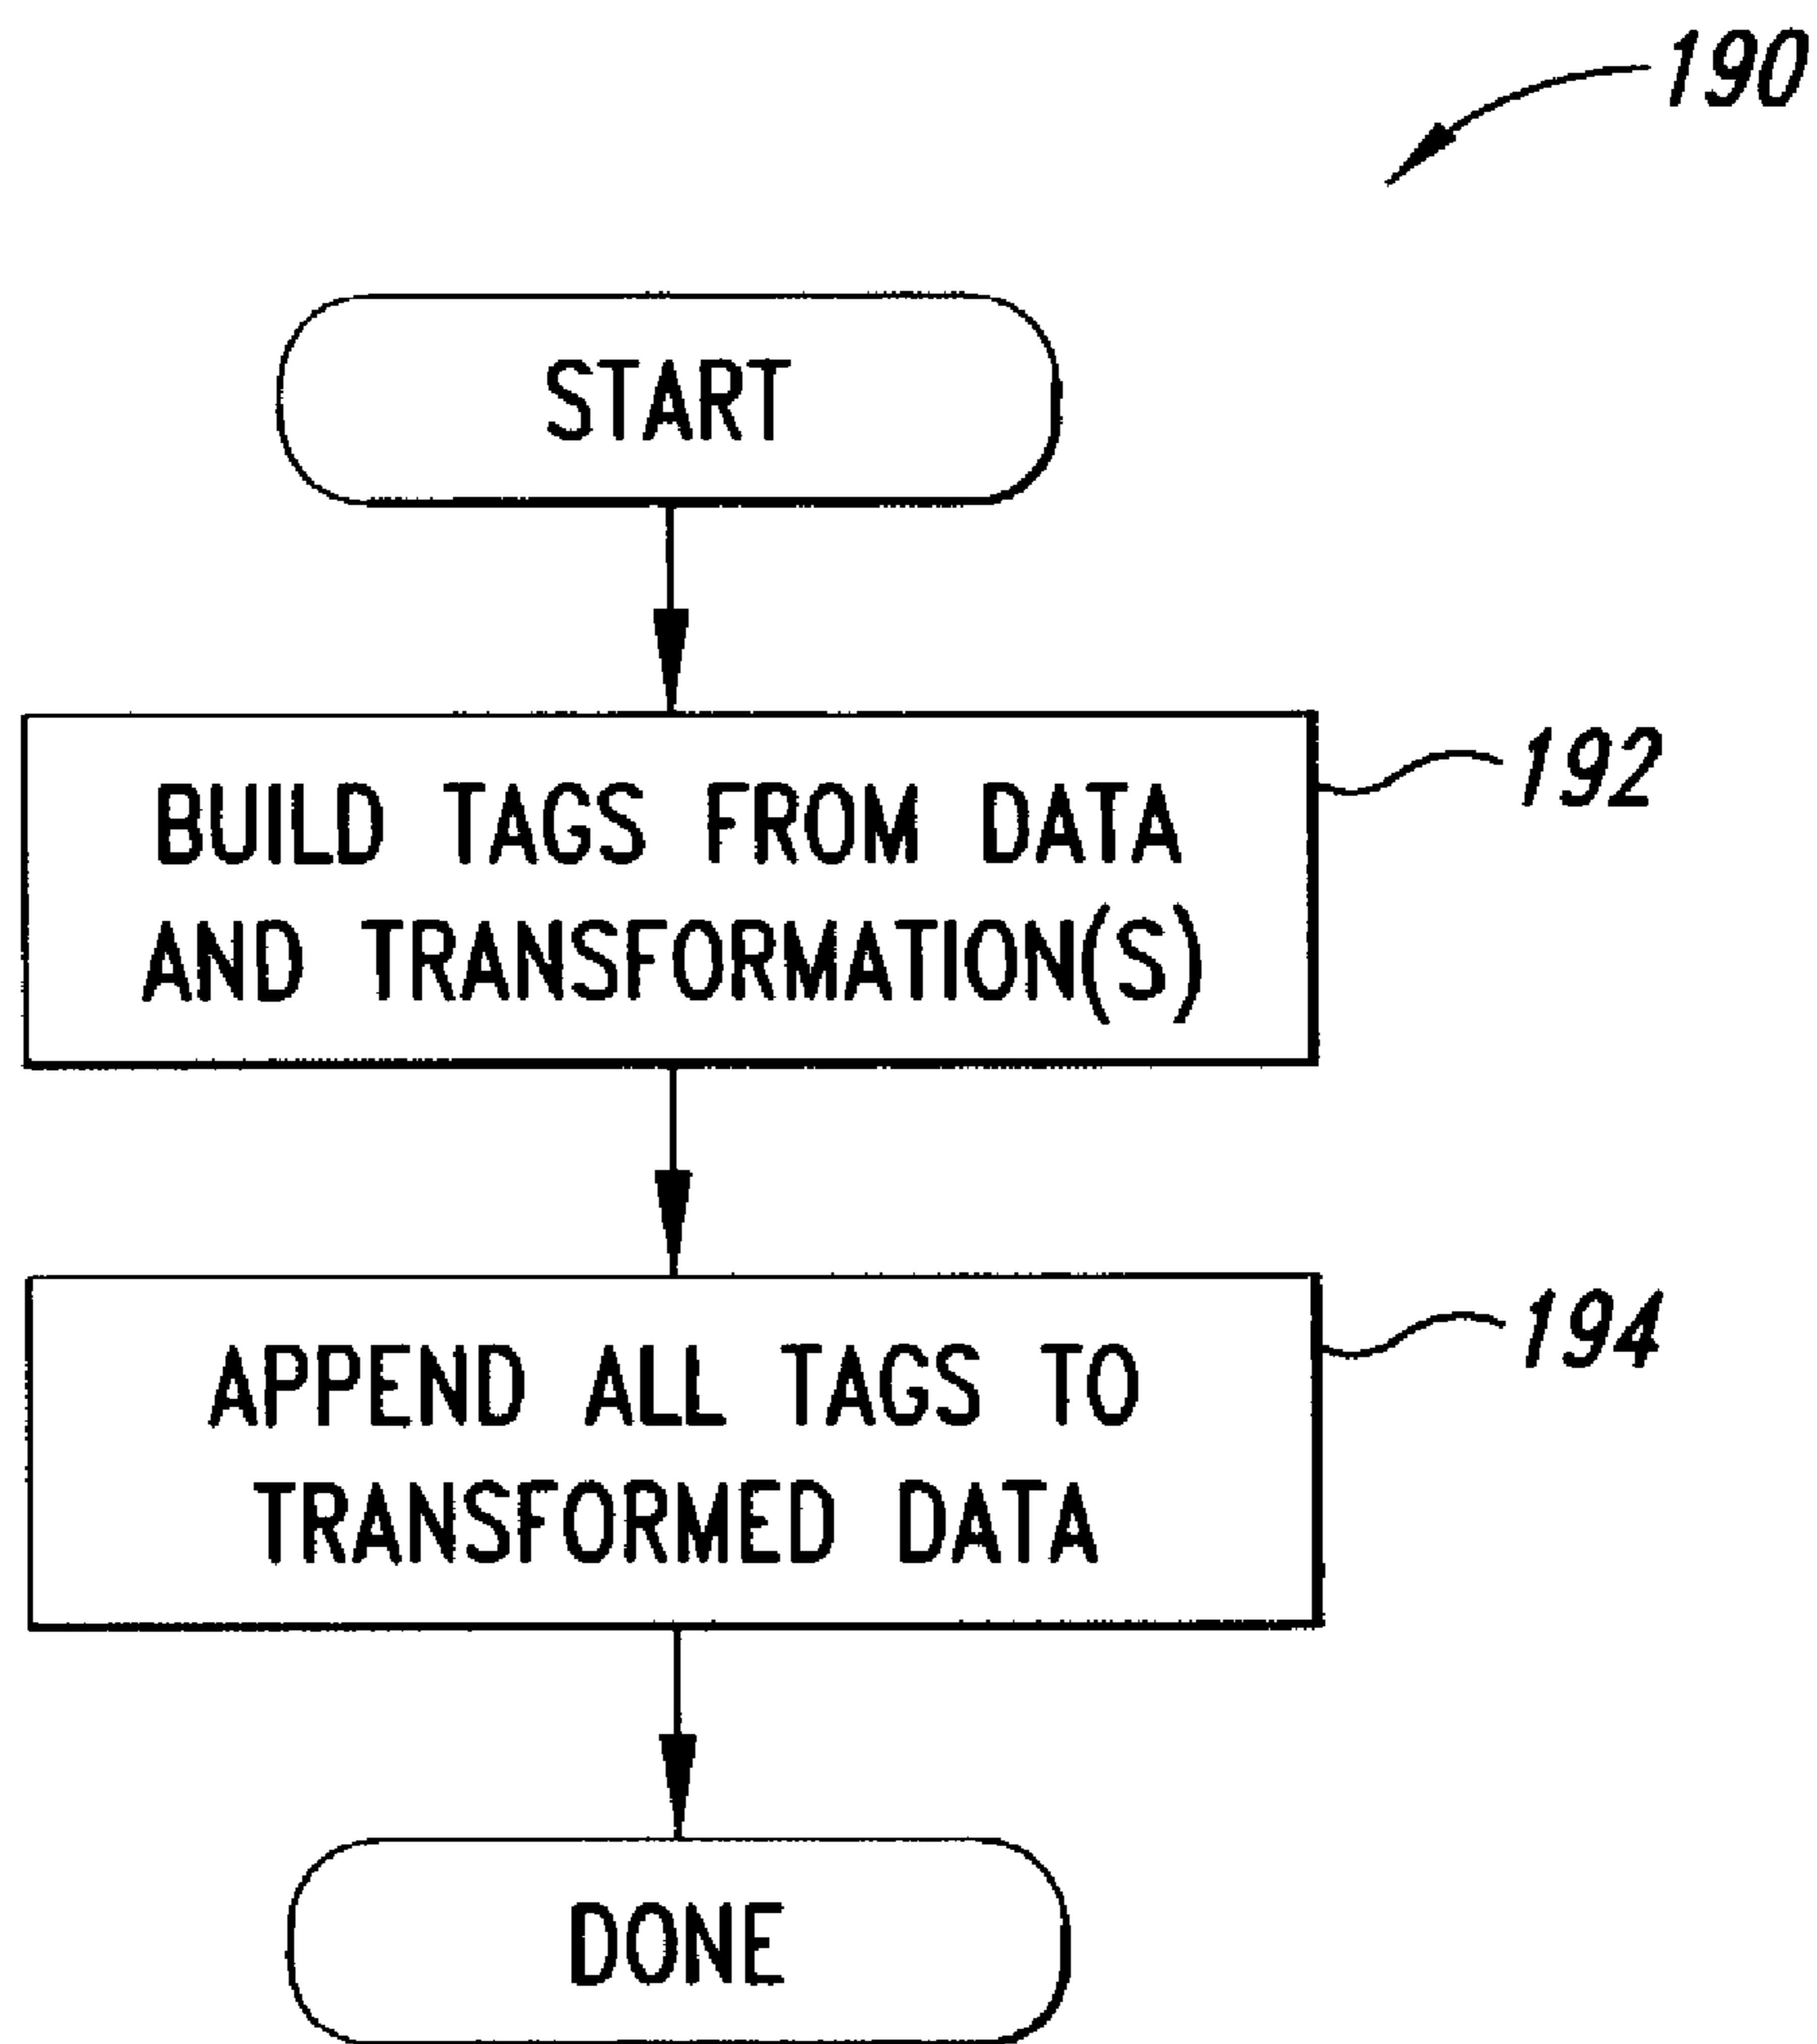 190
START
BUILD TAGS FROM DATA
AND TRANSFORMATION(S)
192
APPEND ALL TAGS TO
TRANSFORMED DATA
194
DONE